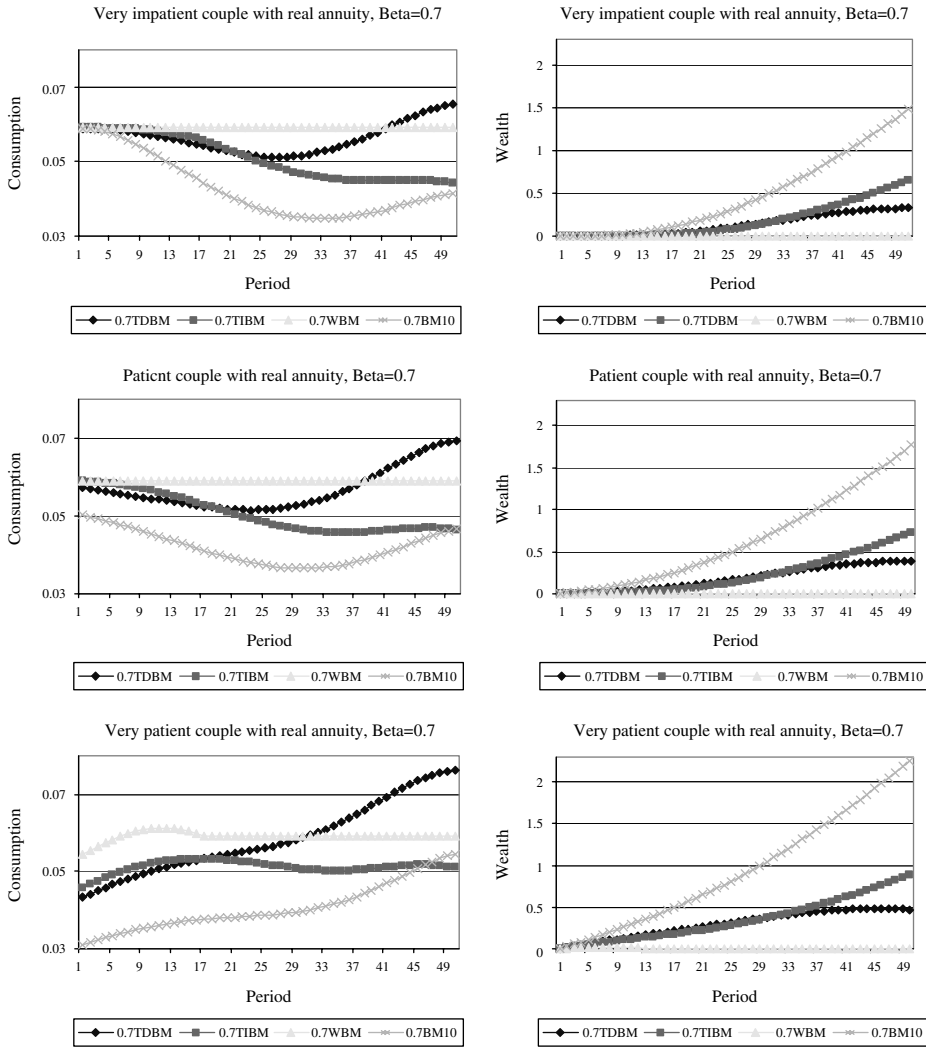 Very impatient couple with real annuity, Beta=0.7
Consumption
0.07
0.05
0.03
1 5 9 13 17 21 25 29 33 37 41 45 49
Period
0.7TDBM 0.7TIBM 0.7WBM 0.7BM10
Very impatient couple with real annuity, Beta=0.7
Wealth
2
1.5
1
0.5
0
1 5 9 13 17 21 25 29 33 37 41 45 49
Period
0.7TDBM 0.7TDBM 0.7WBM 0.7BM10
Paticnt couple with real annuity, Beta=0.7
Consumption
0.07
0.05
0.03
1 5 9 13 17 21 25 29 33 37 41 45 49
Period
0.7TDBM 0.7TIBM 0.7WBM 0.7BM10
Patient couple with real annuity, Beta=0.7
Wealth
2
1.5
1
0.5
0
1 5 9 13 17 21 25 29 33 37 41 45 49
Period
0.7TDBM 0.7TIBM 0.7WBM 0.7BM10
Very patient couple with real annuity, Beta=0.7
Consumption
0.07
0.05
0.03
1 5 9 13 17 21 25 29 33 37 41 45 49
Period
0.7TDBM 0.7TIBM 0.7WBM 0.7BM10
Very patient couple with real annuity, Beta=0.7
Wealth
2
1.5
1
0.5
0
1 5 9 13 17 21 25 29 33 37 41 45 49
Period
0.7TDBM 0.7TIBM 0.7WBM 0.7BM10